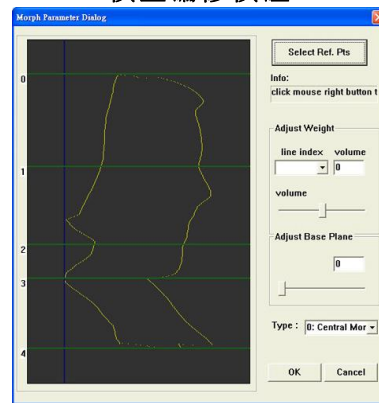 Morph Parameter Dialog
Select Ref. Pts
Info:
click mouse right button t
Adjust Weight
line index volume
0
volume
Adjust Base Plane
0
Type : 0: Central Mor
OK Cancel
0
1
2
3
4